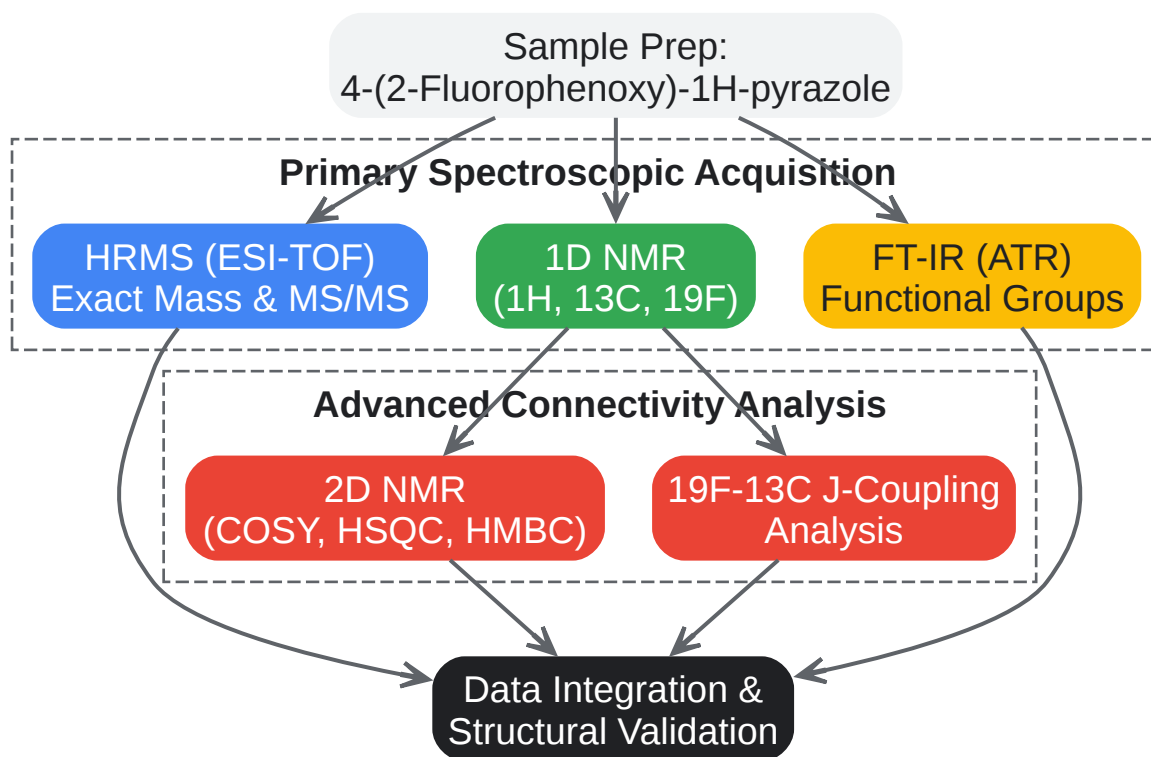 Sample Prep:
4-(2-Fluorophenoxy)-1H-pyrazole
Primary Spectroscopic Acquisition
HRMS (ESI-TOF)
Exact Mass & MS/MS
1D NMR
(1H, 13C, 19F)
FT-IR (ATR)
Functional Groups
Advanced Connectivity Analysis
2D NMR
(COSY, HSQC, HMBC)
19F-13C J-Coupling
Analysis
Data Integration &
Structural Validation